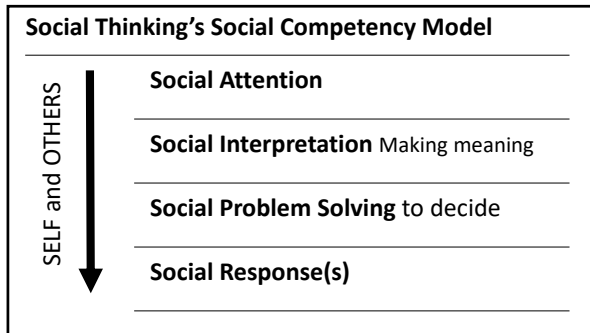 Social Thinking's Social Competency Model
SELF and OTHERS
Social Attention
Social Interpretation Making meaning
Social Problem Solving to decide
Social Response(s)